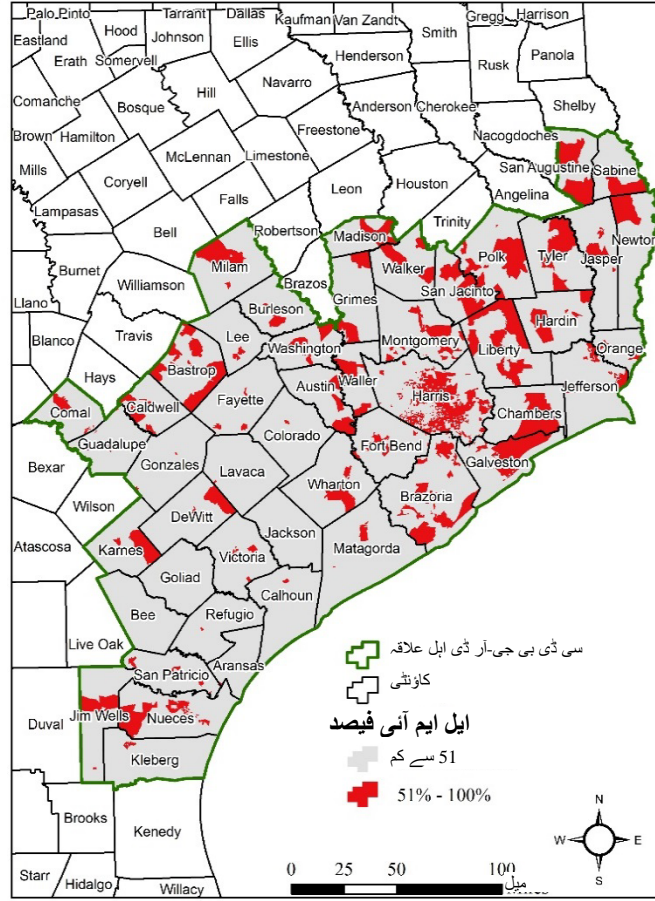 Palo Pinto
Tarrant
Dallas
Kaufman
Van Zandt
Gregg
Harrison
Eastland
Hood
Johnson
Ellis
Smith
Erath
Somervell
Henderson
Rusk
Panola
Comanche
Bosque
Hill
Navarro
Anderson
Cherokee
Shelby
Brown
Hamilton
Freestone
Nacogdoches
Mills
McLennan
Limestone
San Augustine
Sabine
Coryell
Leon
Houston
Angelina
Lampasas
Falls
Trinity
Bell
Robertson
Madison
Newton
Burnet
Milam
Walker
Polk
Tyler
Jasper
Williamson
Brazos
Grimes
San Jacinto
Llano
Burleson
Hardin
Travis
Lee
Washington
Montgomery
Liberty
Orange
Blanco
Bastrop
Hays
Austin
Waller
Harris
Jefferson
Comal
Caldwell
Fayette
Chambers
Guadalupe
Colorado
Fort Bend
Galveston
Bexar
Gonzales
Lavaca
Wharton
Brazoria
Wilson
DeWitt
Atascosa
Karnes
Jackson
Matagorda
Victoria
Goliad
Calhoun
Bee
Refugio
Live Oak
Aransas
San Patricio
Duval
Jim Wells
Nueces
Kleberg
Brooks
Kenedy
Starr
Hidalgo
Willacy
سی ڈی بی جی-آر ڈی اہل علاقہ
کاؤنٹی
ایل ایم آئی فیصد
51 سے کم
51% - 100%
N
W E
S
0 25 50 100
میل